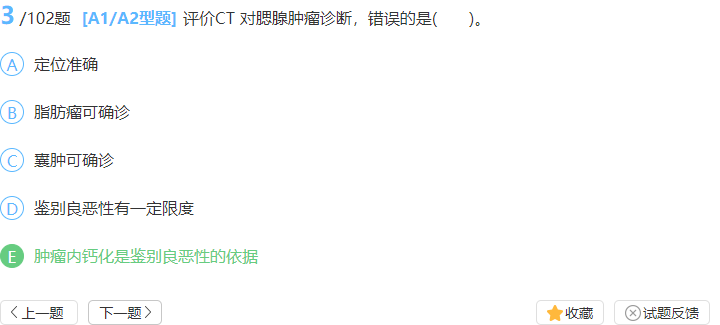 3 /102题 [A1/A2型题] 评价CT 对腮腺肿瘤诊断，错误的是(　　)。
A 定位准确
B 脂肪瘤可确诊
C 囊肿可确诊
D 鉴别良恶性有一定限度
E 肿瘤内钙化是鉴别良恶性的依据
上一题 下一题 收藏 试题反馈